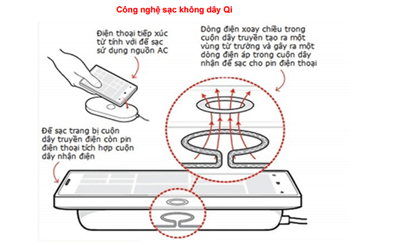 Công nghệ sạc không dây Qi
Điện thoại tiếp xúc
từ tính với đế sạc
sử dụng nguồn AC
Dòng điện xoay chiều trong
cuộn dây truyền tạo ra một
vùng từ trường và gây ra một
dòng điện áp trong cuộn dây
nhận để sạc cho pin điện thoại
Đế sạc trang bị cuộn
dây truyền điện còn pin
điện thoại tích hợp cuộn
dây nhận điện